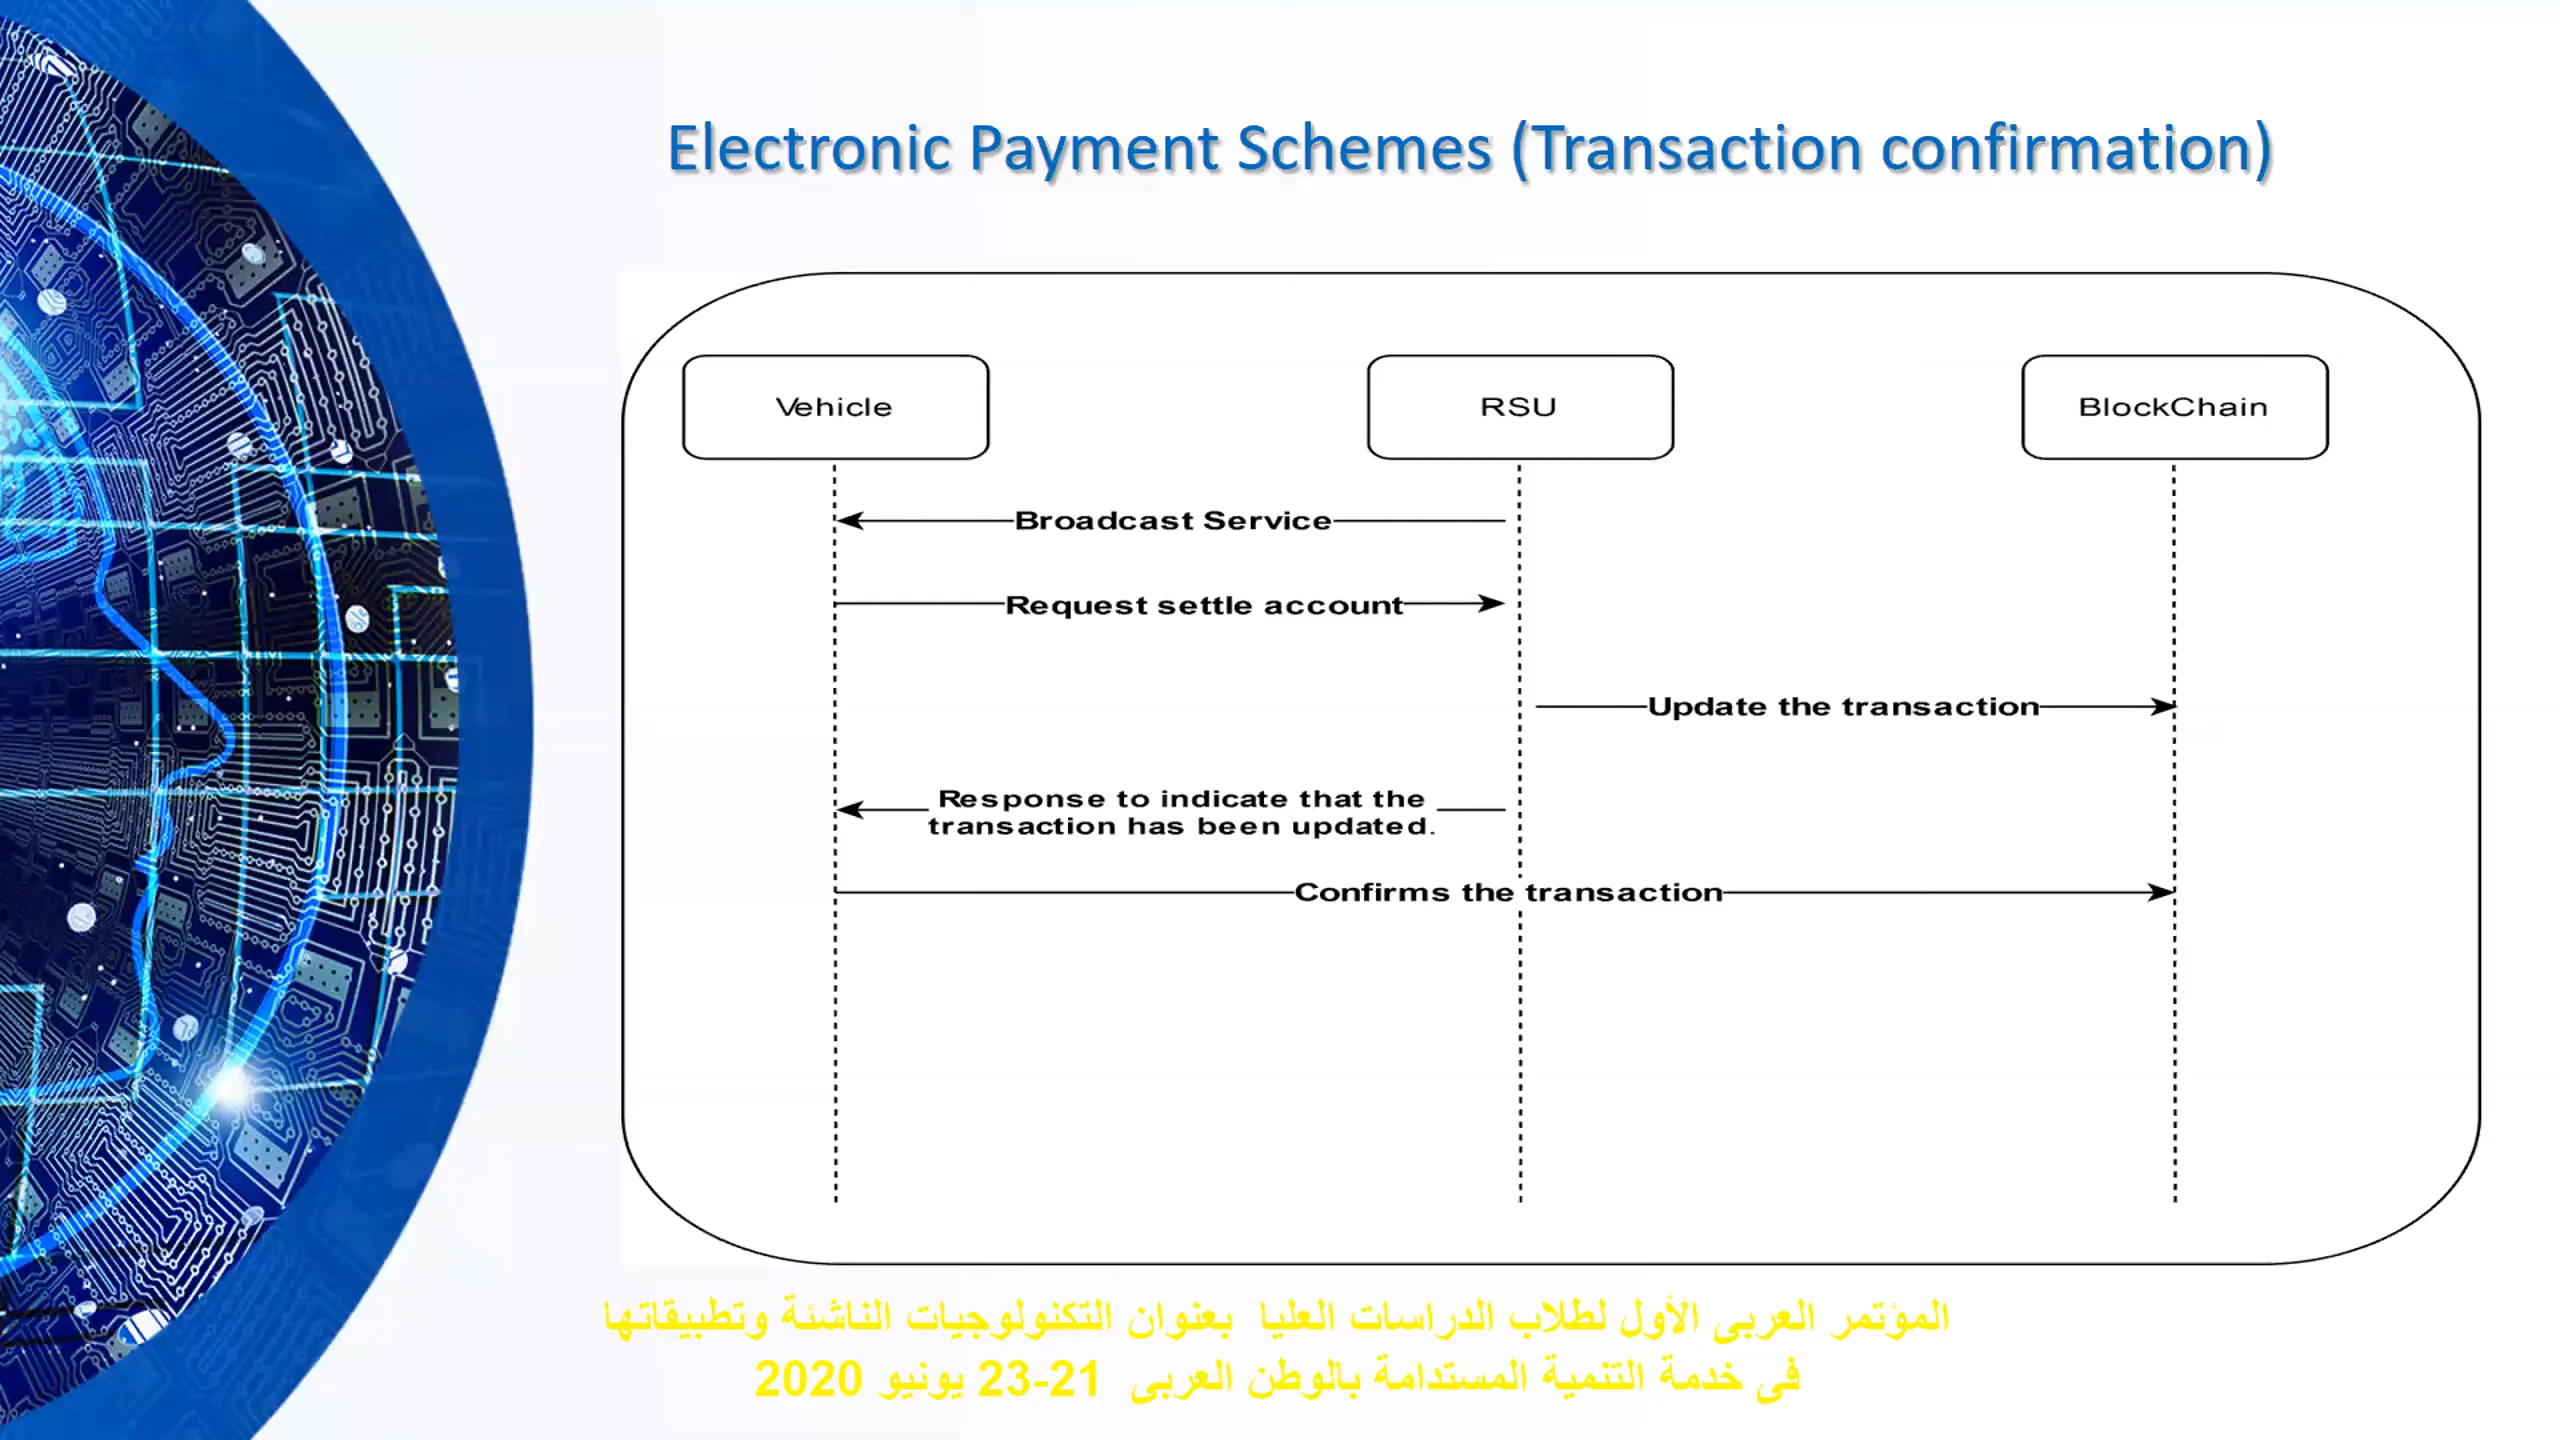 Electronic Payment Schemes (Transaction confirmation)
Vehicle
RSU
BlockChain
Broadcast Service
Request settle account
Update the transaction
Response to indicate that the
transaction has been updated.
Confirms the transaction
المؤتمر العربى الأول لطلاب الدراسات العليا بعنوان التكنولوجيات الناشئة وتطبيقاتها
فى خدمة التنمية المستدامة بالوطن العربى 21-23 يونيو 2020